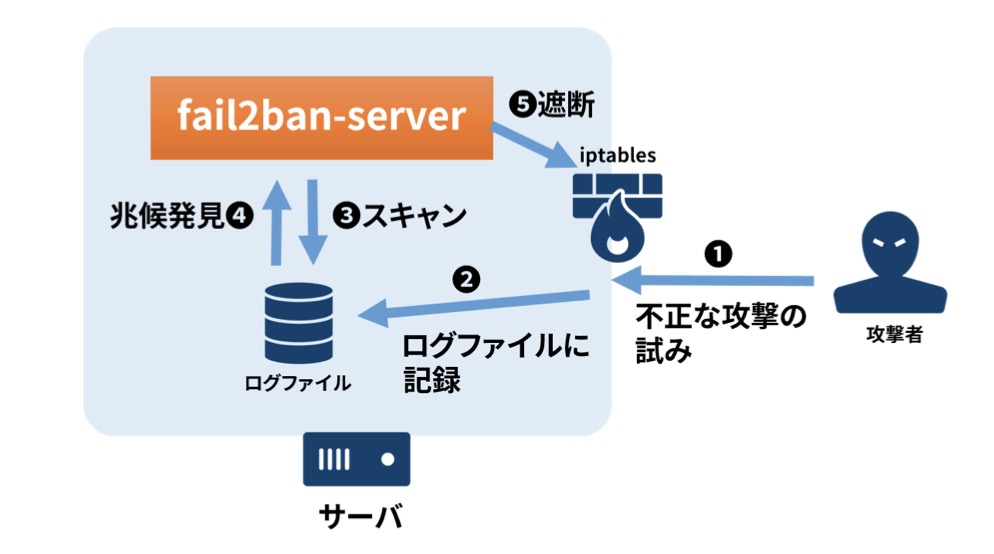 fail2ban-server
❺遮断
iptables
兆候発見❹
❸スキャン
❶
不正な攻撃の
試み
攻撃者
❷
ログファイルに
記録
ログファイル
サーバ